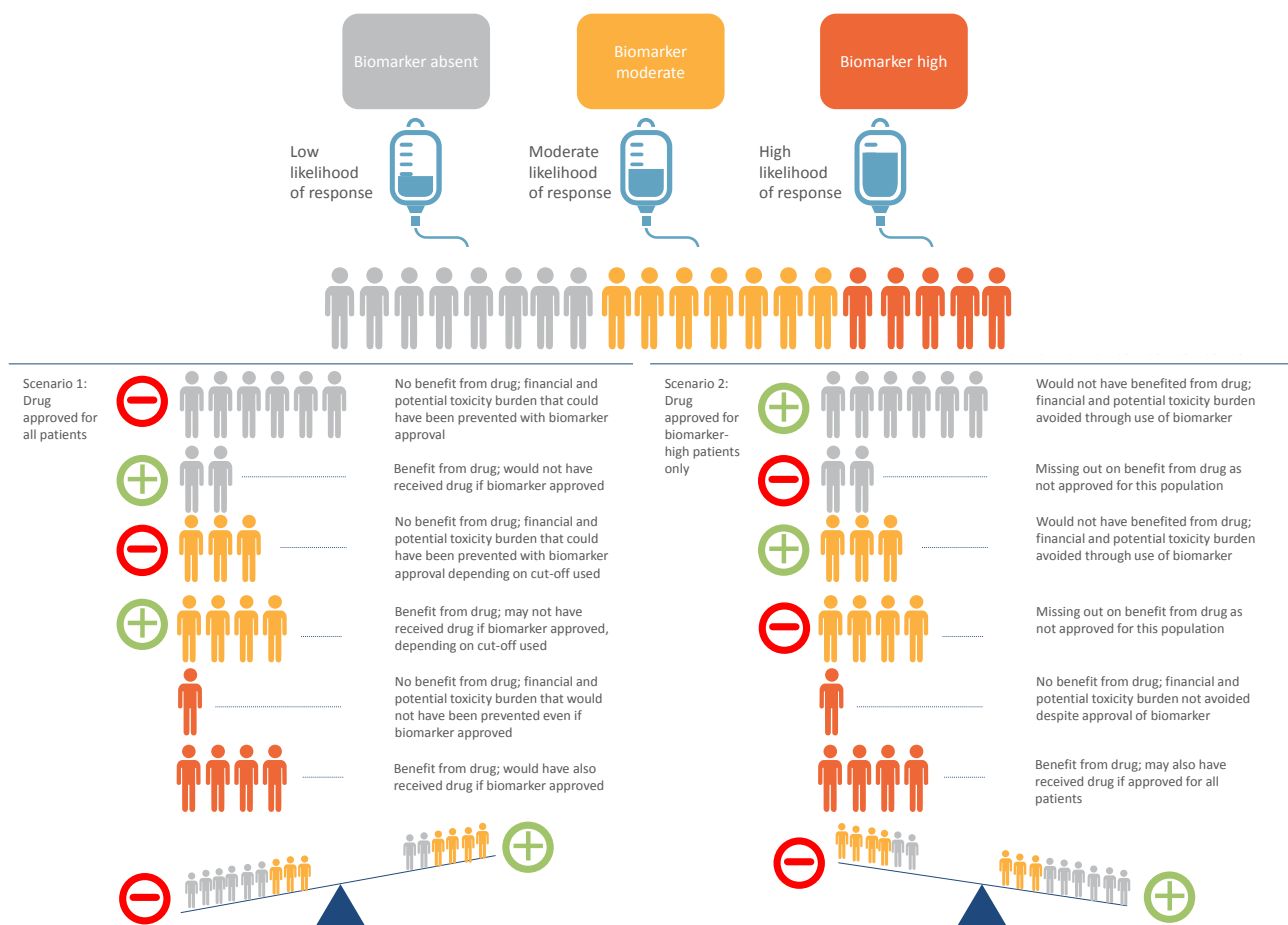 Biomarker absent
Biomarker
moderate
Biomarker high
Low
likelihood
of response
Moderate
likelihood
of response
High
likelihood
of response
Scenario 1:
Drug
approved for
all patients
No benefit from drug; financial and
potential toxicity burden that could
have been prevented with biomarker
approval
Benefit from drug; would not have
received drug if biomarker approved
No benefit from drug; financial and
potential toxicity burden that could
have been prevented with biomarker
approval depending on cut-off used
Benefit from drug; may not have
received drug if biomarker approved,
depending on cut-off used
No benefit from drug; financial and
potential toxicity burden that would
not have been prevented even if
biomarker approved
Benefit from drug; would have also
received drug if biomarker approved
Scenario 2:
Drug
approved for
biomarker-
high patients
only
Would not have benefited from drug;
financial and potential toxicity burden
avoided through use of biomarker
Missing out on benefit from drug as
not approved for this population
Would not have benefited from drug;
financial and potential toxicity burden
avoided through use of biomarker
Missing out on benefit from drug as
not approved for this population
No benefit from drug; financial and
potential toxicity burden not avoided
despite approval of biomarker
Benefit from drug; may also have
received drug if approved for all
patients